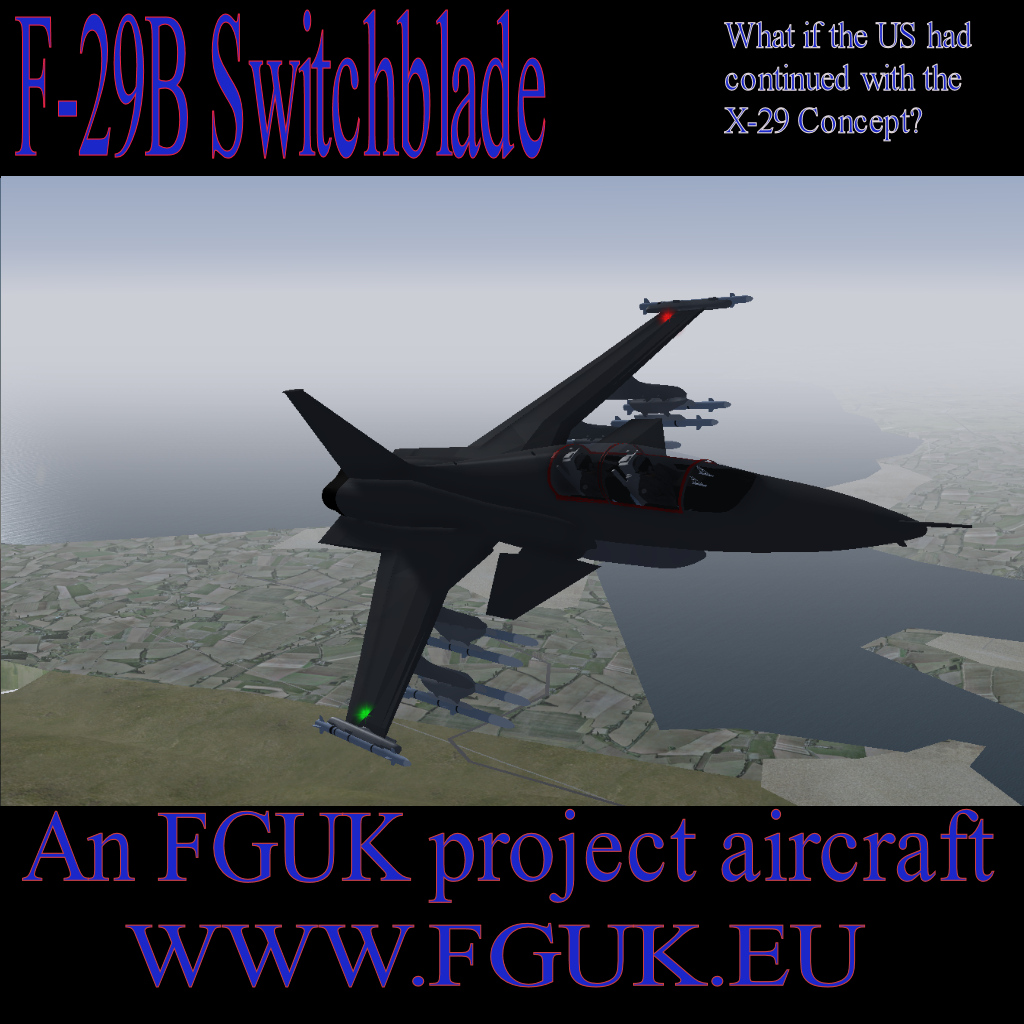 F-29B Switchblade
What if the US had
continued with the
X-29 Concept?
An FGUK project aircraft
WWW.FGUK.EU